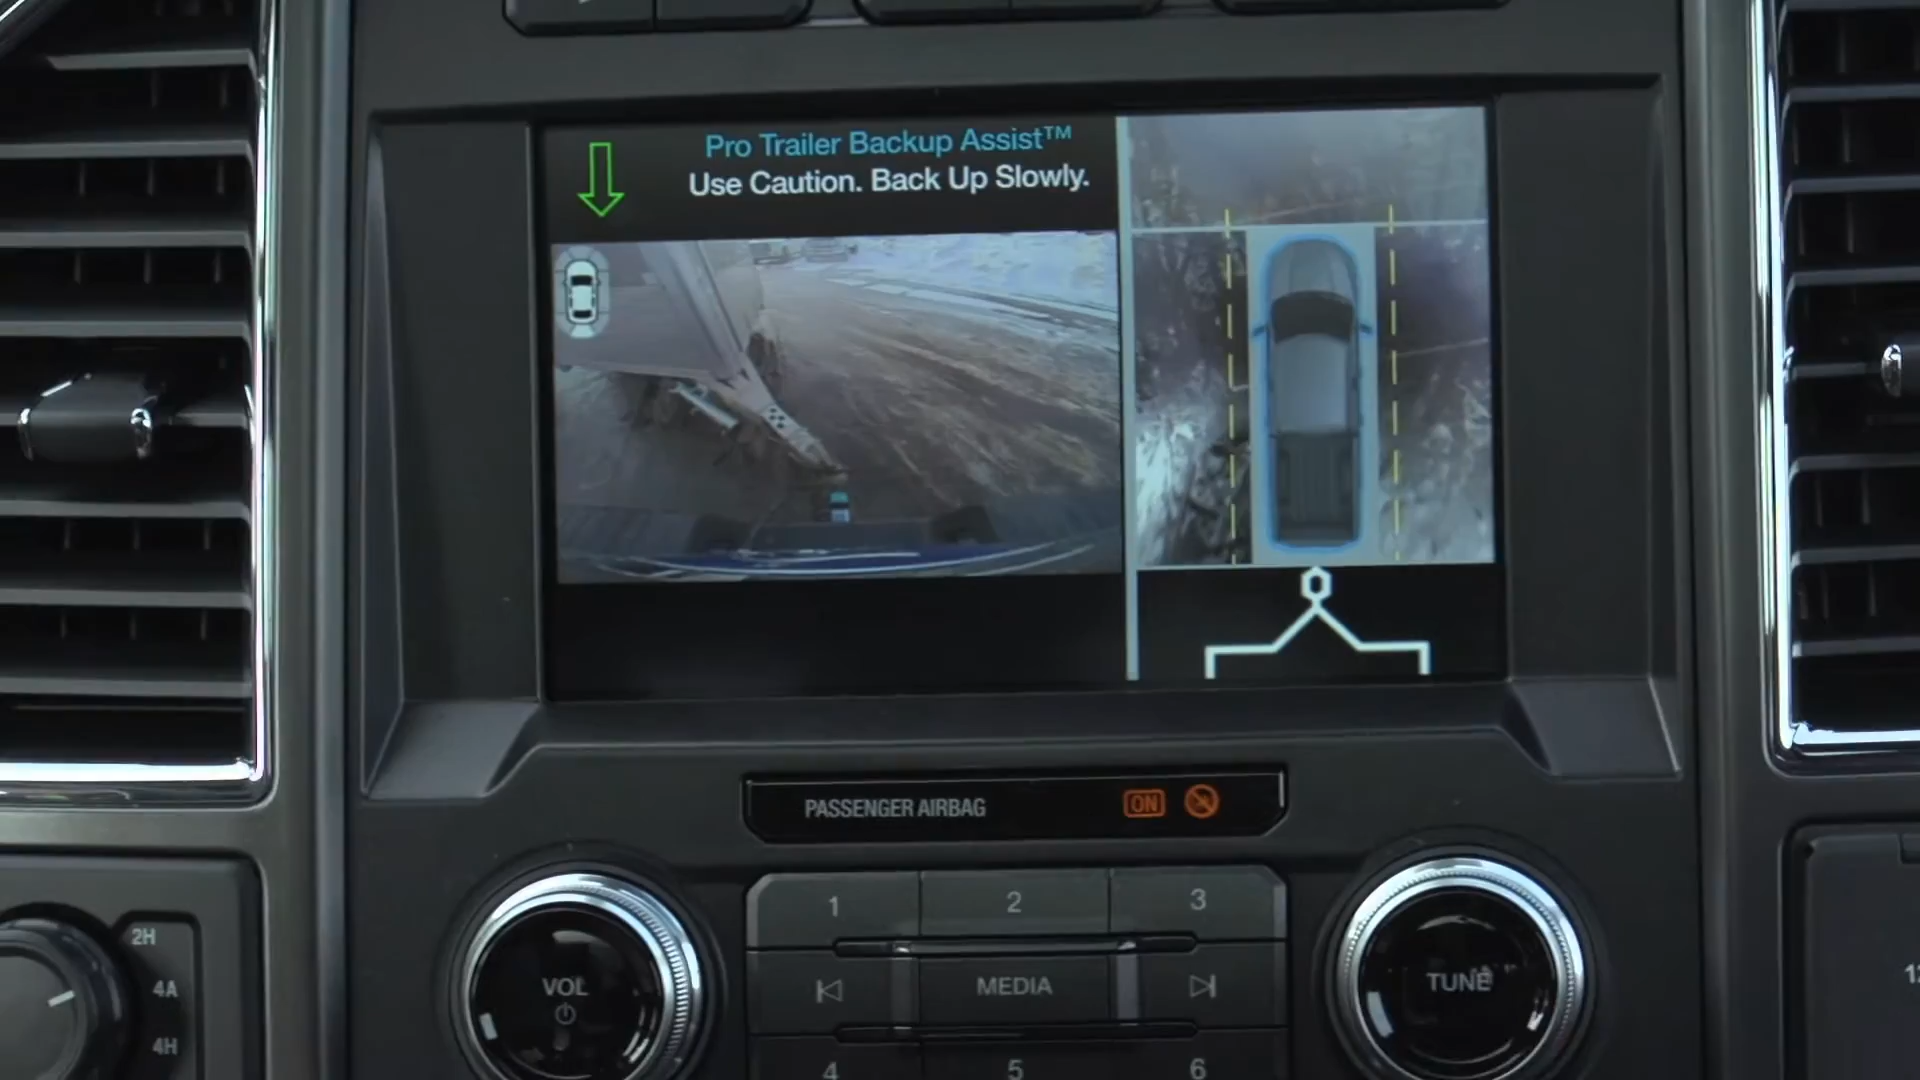 Pro Trailer Backup Assist™
Use Caution. Back Up Slowly.
PASSENGER AIRBAG ON
1 2 3
2H
4A
4H
VOL
MEDIA
TUNE
4 5 6